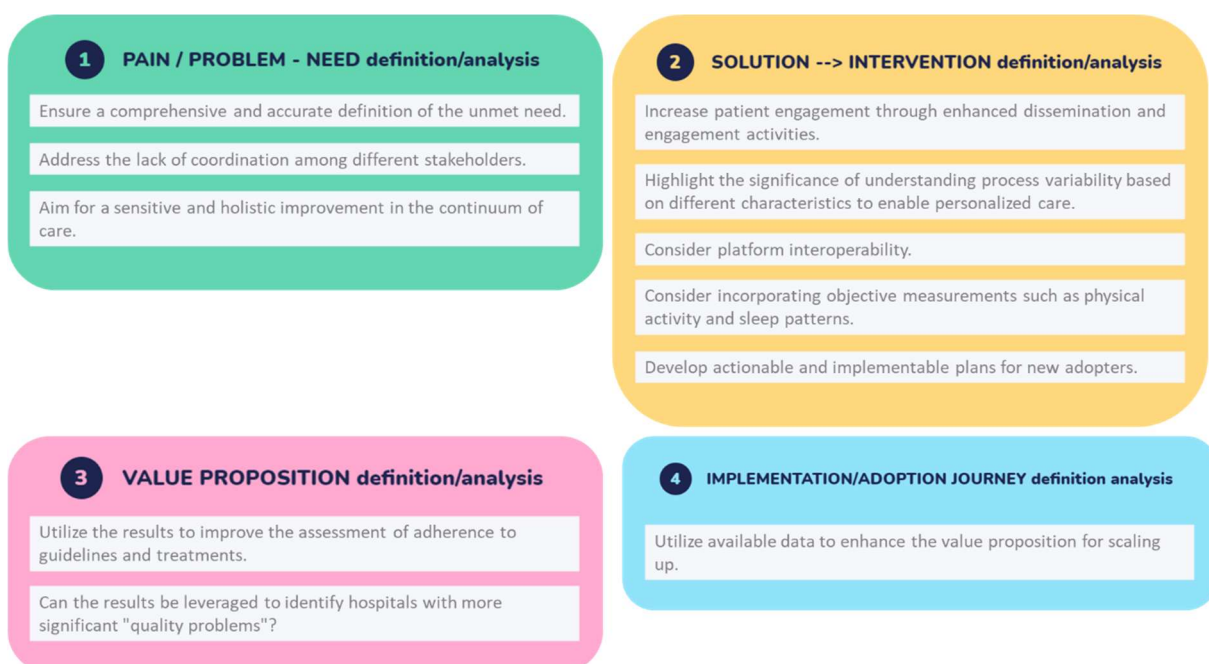 1 PAIN / PROBLEM - NEED definition/analysis
Ensure a comprehensive and accurate definition of the unmet need.
Address the lack of coordination among different stakeholders.
Aim for a sensitive and holistic improvement in the continuum of
care.
2 SOLUTION --> INTERVENTION definition/analysis
Increase patient engagement through enhanced dissemination and
engagement activities.
Highlight the significance of understanding process variability based
on different characteristics to enable personalized care.
Consider platform interoperability.
Consider incorporating objective measurements such as physical
activity and sleep patterns.
Develop actionable and implementable plans for new adopters.
3 VALUE PROPOSITION definition/analysis
Utilize the results to improve the assessment of adherence to
guidelines and treatments.
Can the results be leveraged to identify hospitals with more
significant "quality problems"?
4 IMPLEMENTATION/ADOPTION JOURNEY definition analysis
Utilize available data to enhance the value proposition for scaling
up.